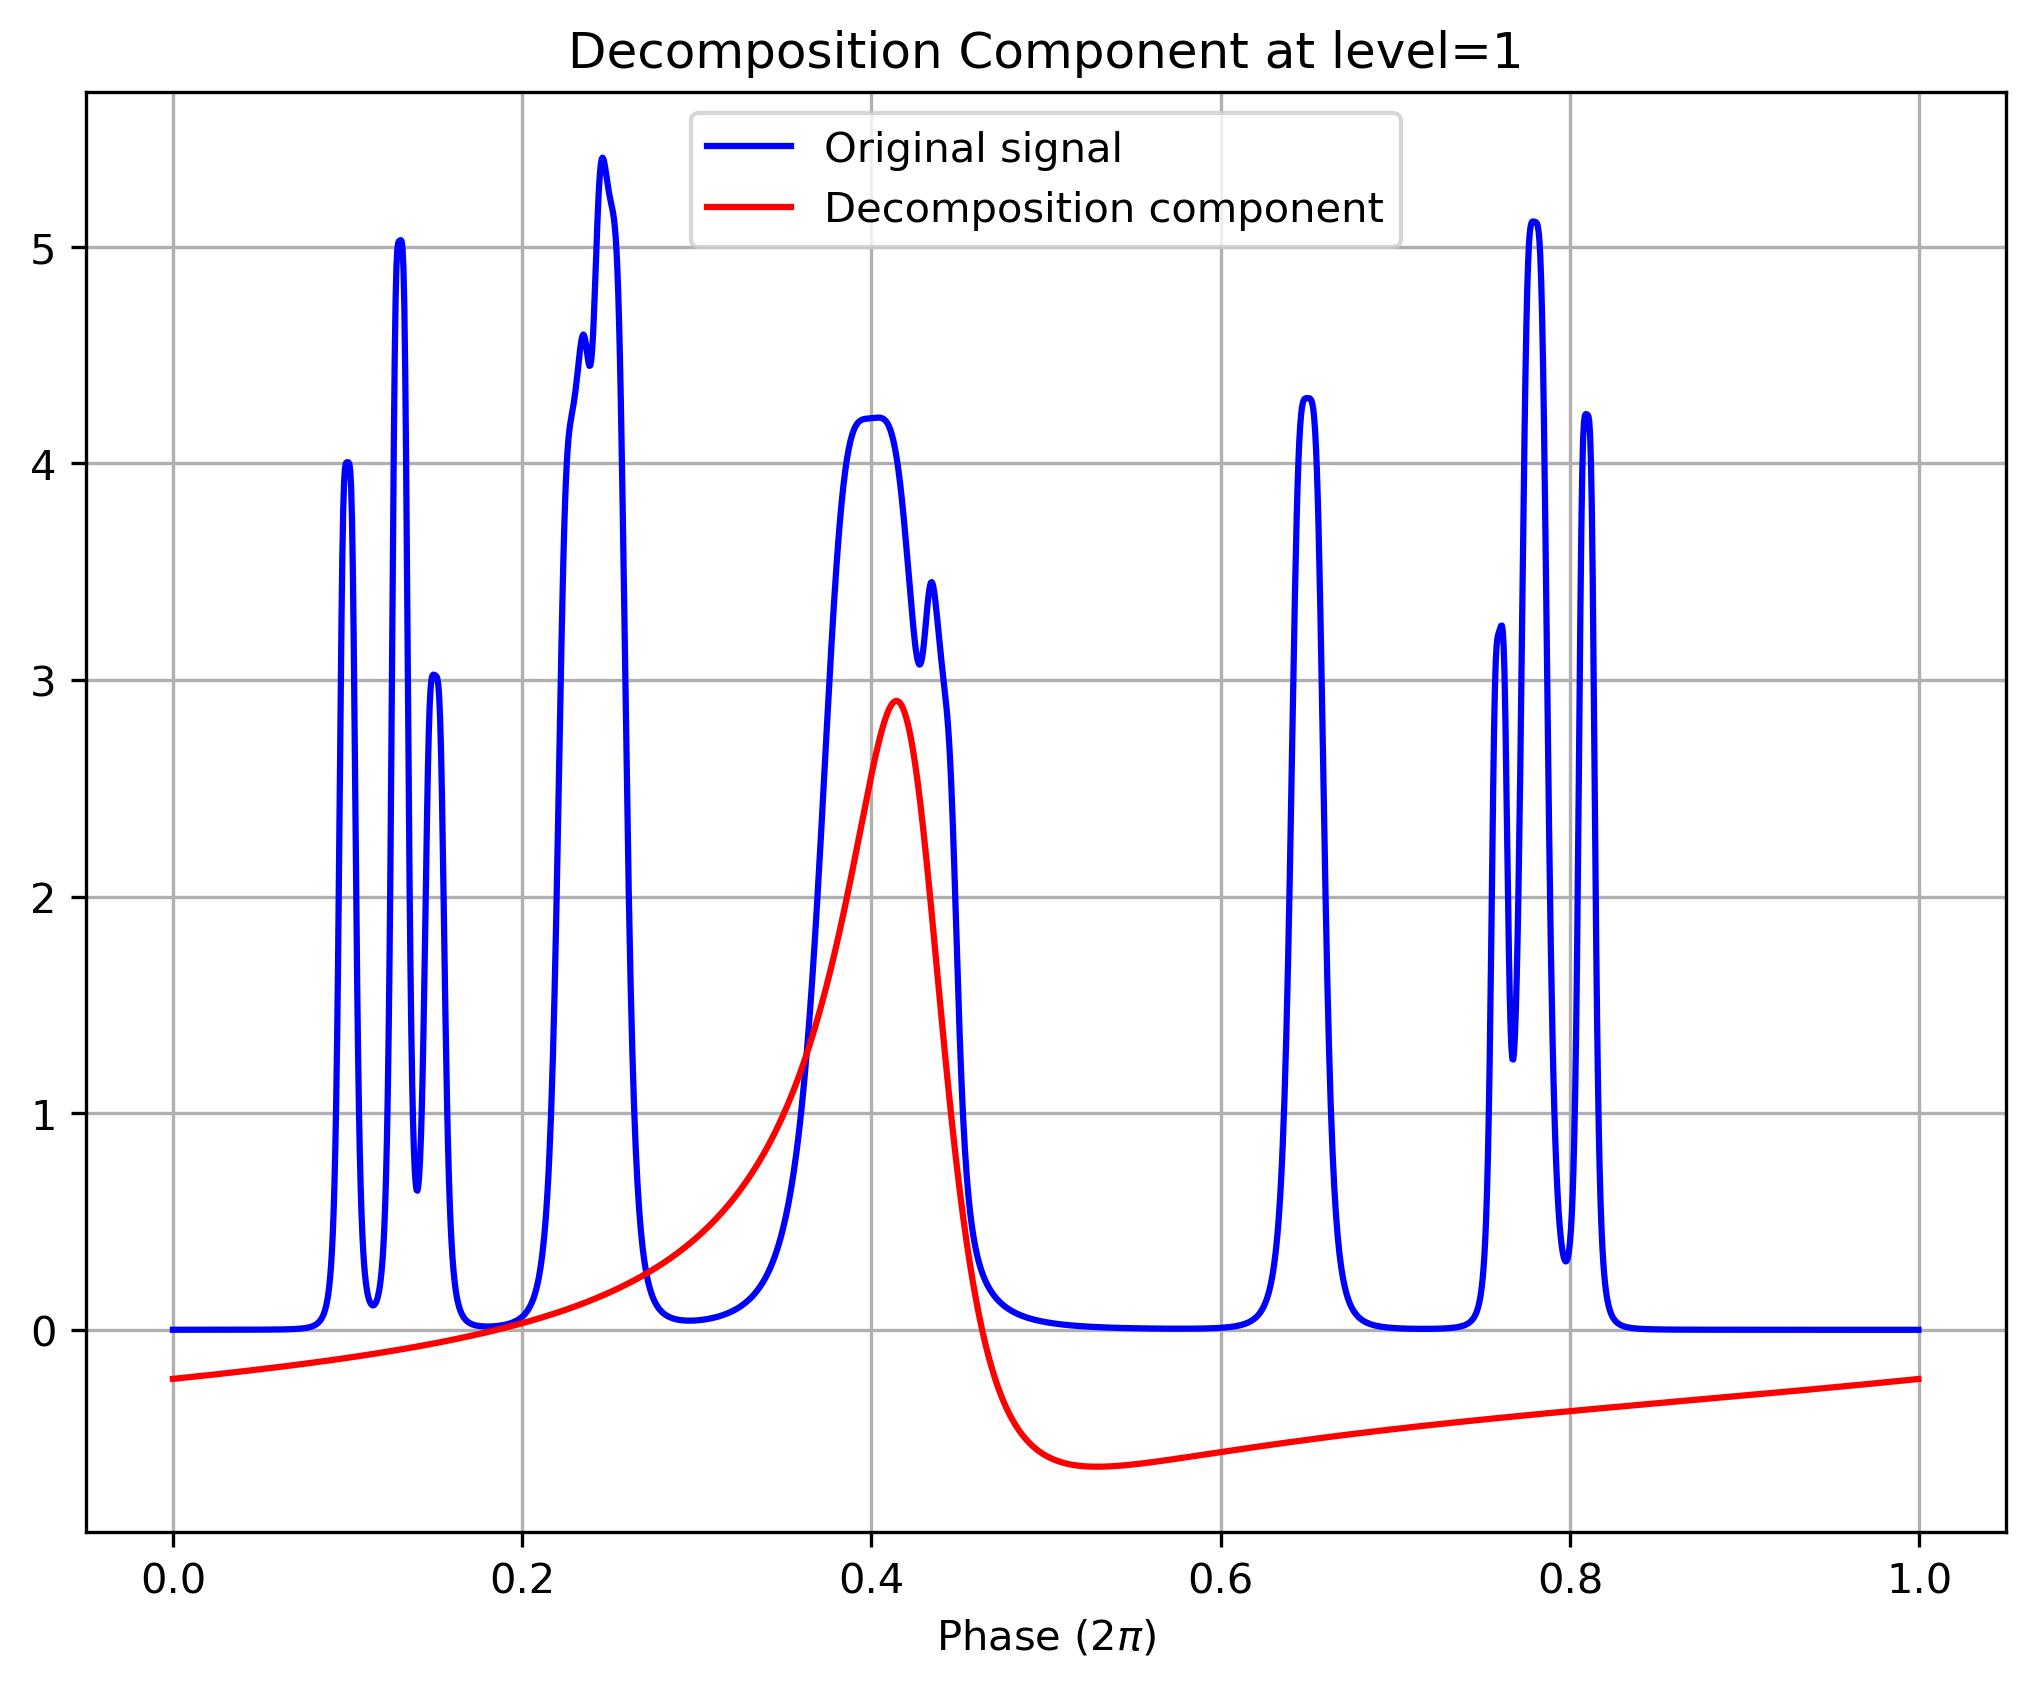 Decomposition Component at level=1
Original signal
Decomposition component
5
4
3
2
1
0
0.0 0.2 0.4 0.6 0.8 1.0
Phase (2π)